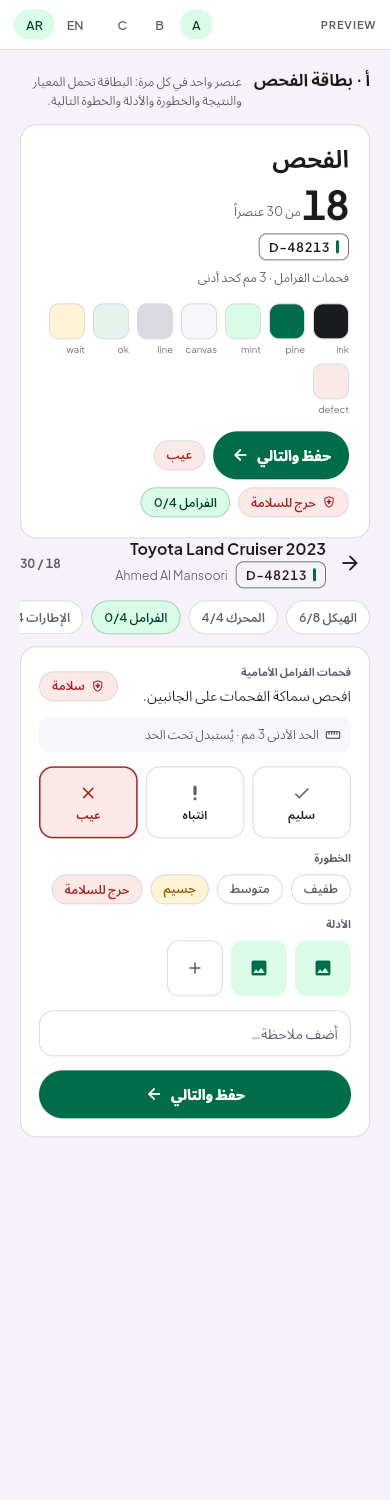 AR EN C B A PREVIEW
أ · بطاقة الفحص
عنصر واحد في كل مرة: البطاقة تحمل المعيار
والنتيجة والخطورة والأدلة والخطوة التالية.
الفحص
18 من 30 عنصراً
D-48213
فحمات الفرامل · 3 مم كحد أدنى
ink pine mint canvas line ok wait
defect
حفظ والتالي
عيب
حرج للسلامة
الفرامل 0/4
Toyota Land Cruiser 2023
30 / 18
D-48213 Ahmed Al Mansoori
الهيكل 6/8
المحرك 4/4
الفرامل 0/4
الإطارات
فحمات الفرامل الأمامية
افحص سماكة الفحمات على الجانبين.
سلامة
الحد الأدنى 3 مم · يُستبدل تحت الحد
سليم
انتباه
عيب
الخطورة
طفيف
متوسط
جسيم
حرج للسلامة
الأدلة
أضف ملاحظة...
حفظ والتالي